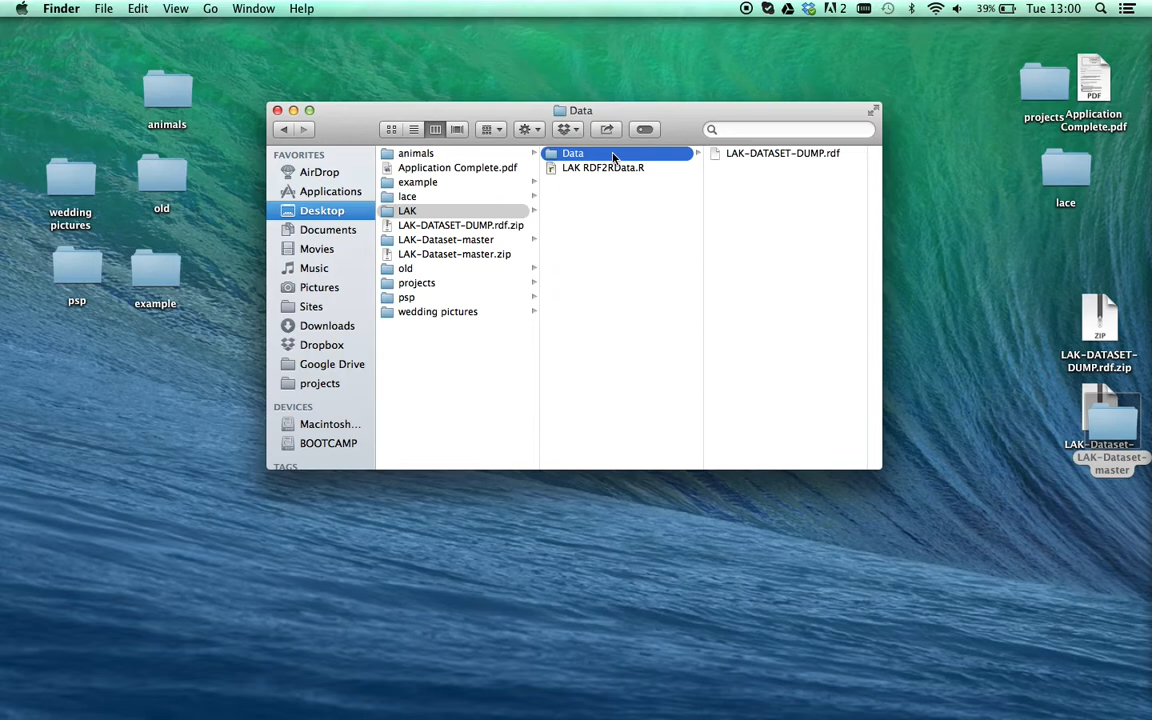 Finder File Edit View Go Window Help
2 39% Tue 13:00
animals
wedding
pictures
old
psp
example
Data
FAVORITES
AirDrop
Applications
Desktop
Documents
Movies
Music
Pictures
Sites
Downloads
Dropbox
Google Drive
projects
DEVICES
Macintosh...
BOOTCAMP
TAGS
animals
Application Complete.pdf
example
lace
LAK
LAK-DATASET-DUMP.rdf.zip
LAK-Dataset-master
LAK-Dataset-master.zip
old
projects
psp
wedding pictures
Data
LAK RDF2RData.R
LAK-DATASET-DUMP.rdf
projects
PDF
Application
Complete.pdf
lace
ZIP
LAK-DATASET-
DUMP.rdf.zip
LAK-Dataset-
LAK-Dataset-
master